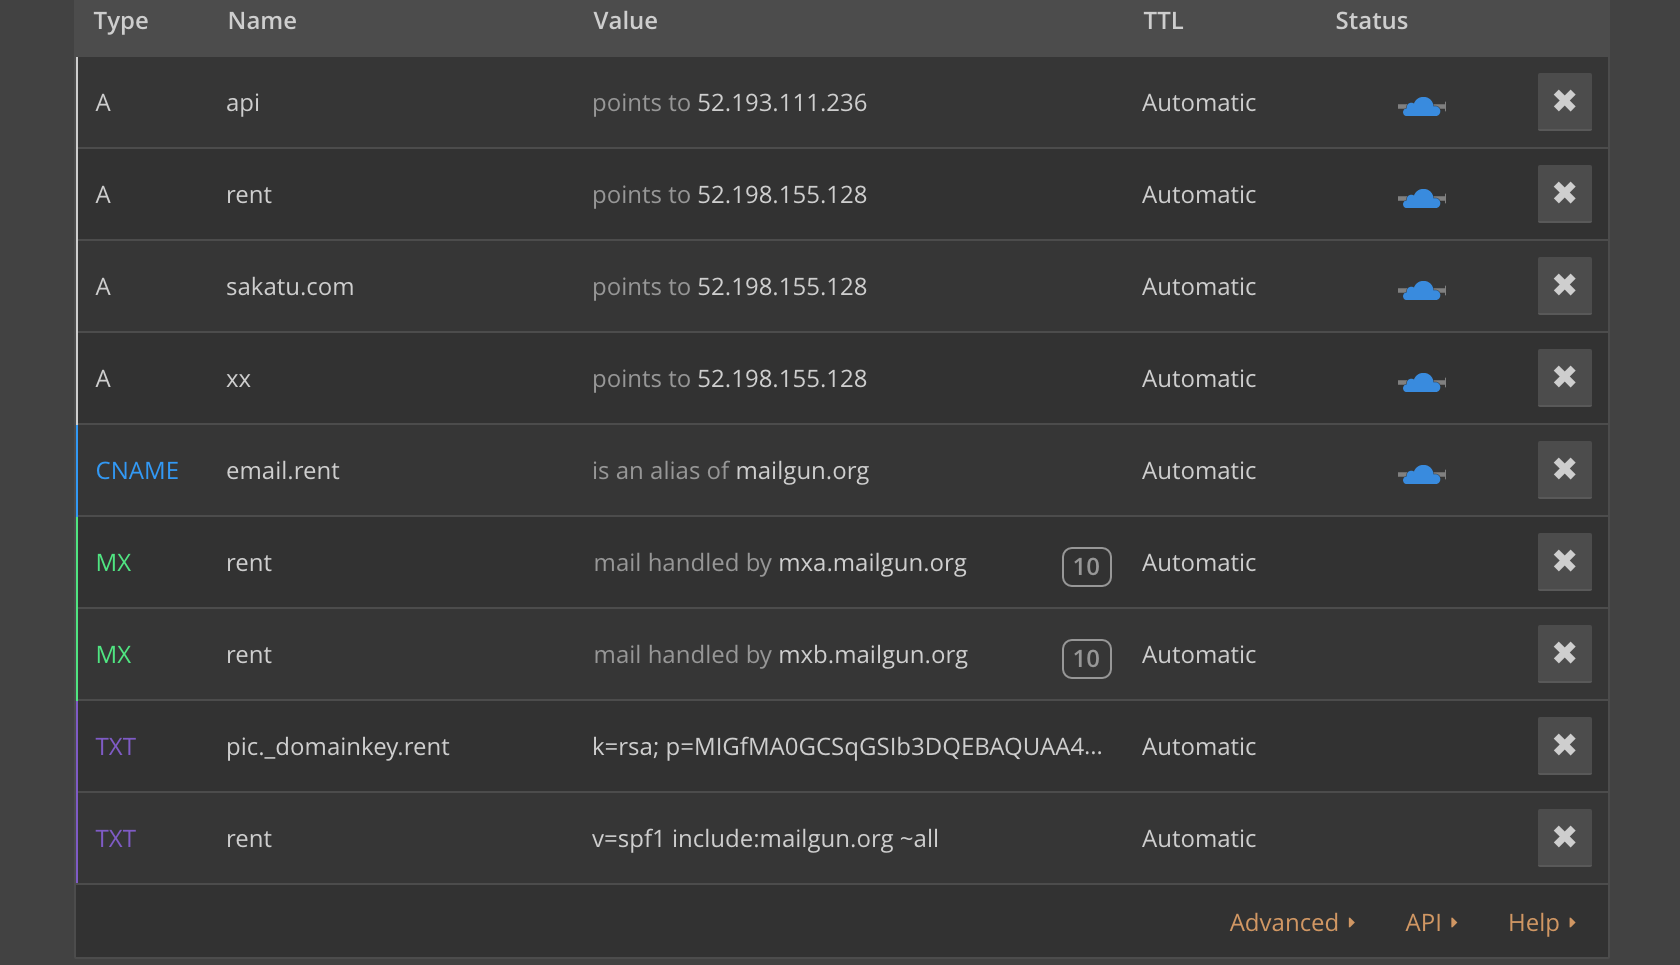 Type Name Value TTL Status
A api points to 52.193.111.236 Automatic
A rent points to 52.198.155.128 Automatic
A sakatu.com points to 52.198.155.128 Automatic
A xx points to 52.198.155.128 Automatic
CNAME email.rent is an alias of mailgun.org Automatic
MX rent mail handled by mxa.mailgun.org 10 Automatic
MX rent mail handled by mxb.mailgun.org 10 Automatic
TXT pic._domainkey.rent k=rsa; p=MIGfMA0GCSqGSIb3DQEBAQUAA4... Automatic
TXT rent v=spf1 include:mailgun.org ~all Automatic
Advanced API Help